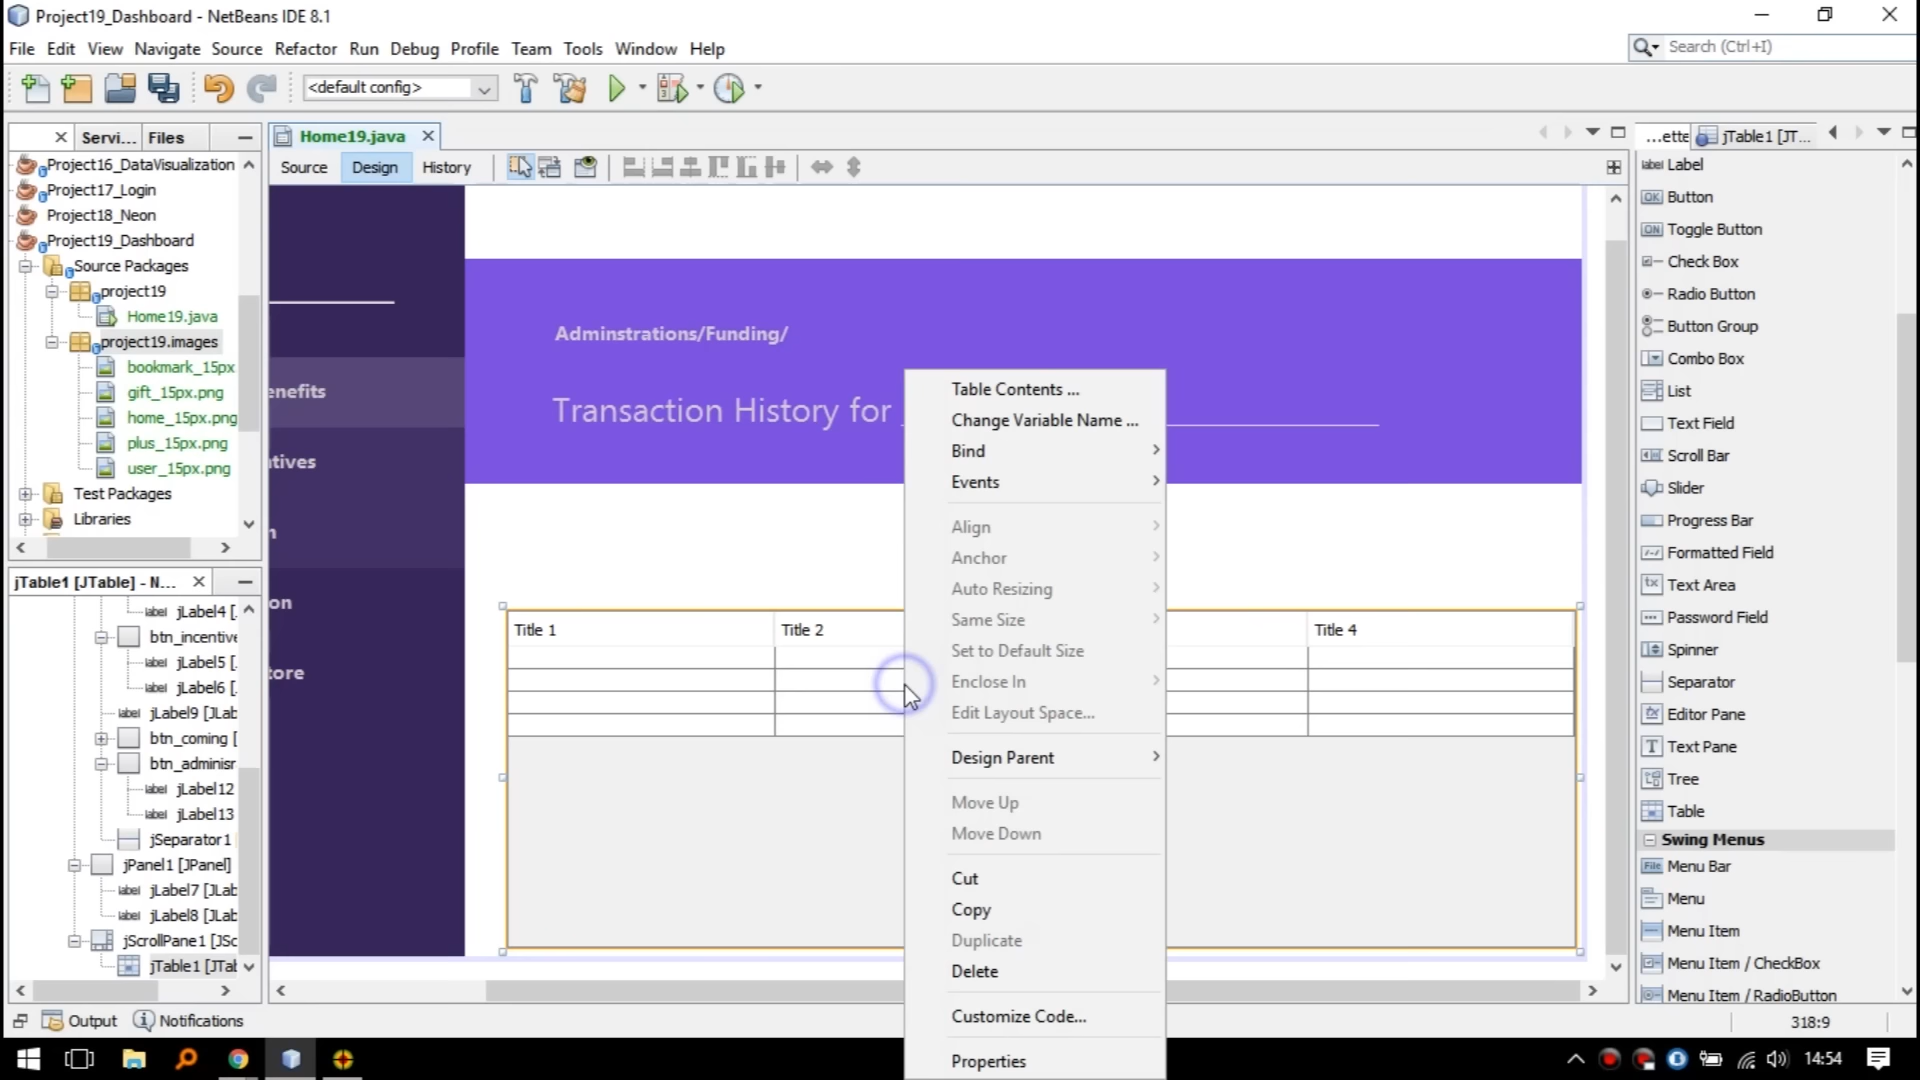 Project19_Dashboard - NetBeans IDE 8.1
File Edit View Navigate Source Refactor Run Debug Profile Team Tools Window Help
Search (Ctrl+I)
<default config>
Servi... Files
Project16_DataVisualization
Project17_Login
Project18_Neon
Project19_Dashboard
Source Packages
project19
Home19.java
project19.images
bookmark_15px
gift_15px.png
home_15px.png
plus_15px.png
user_15px.png
Test Packages
Libraries
jTable1 [JTable] - N...
jLabel4 [
btn_incentive
jLabel5 [
jLabel6 [
jLabel9 [JLab
btn_coming [
btn_adminisr
jLabel12
jLabel13
jSeparator1
jPanel1 [JPanel]
jLabel7 [JLab
jLabel8 [JLab
jScrollPane1 [JSc
jTable1 [JTab
Home19.java
Source Design History
enefits
ntives
n
on
tore
Adminstrations/Funding/
Transaction History for
Title 1 Title 2 Title 4
Table Contents ...
Change Variable Name ...
Bind
Events
Align
Anchor
Auto Resizing
Same Size
Set to Default Size
Enclose In
Edit Layout Space...
Design Parent
Move Up
Move Down
Cut
Copy
Duplicate
Delete
Customize Code...
Properties
...ette jTable1 [JT...
label Label
OK Button
ON Toggle Button
Check Box
Radio Button
Button Group
Combo Box
List
Text Field
Scroll Bar
Slider
Progress Bar
Formatted Field
Text Area
Password Field
Spinner
Separator
Editor Pane
Text Pane
Tree
Table
Swing Menus
File Menu Bar
Menu
Menu Item
Menu Item / CheckBox
Menu Item / RadioButton
Output Notifications
318:9
14:54